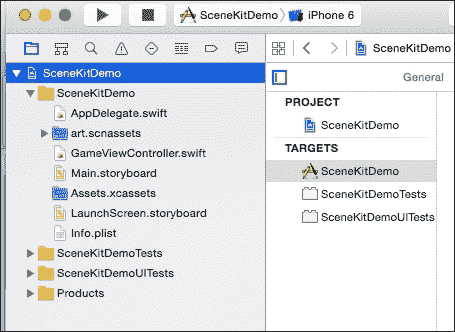 SceneKitDemo iPhone 6
SceneKitDemo
SceneKitDemo
AppDelegate.swift
art.scnassets
GameViewController.swift
Main.storyboard
Assets.xcassets
LaunchScreen.storyboard
Info.plist
SceneKitDemoTests
SceneKitDemoUITests
Products
SceneKitDemo
General
PROJECT
SceneKitDemo
TARGETS
SceneKitDemo
SceneKitDemoTests
SceneKitDemoUITests